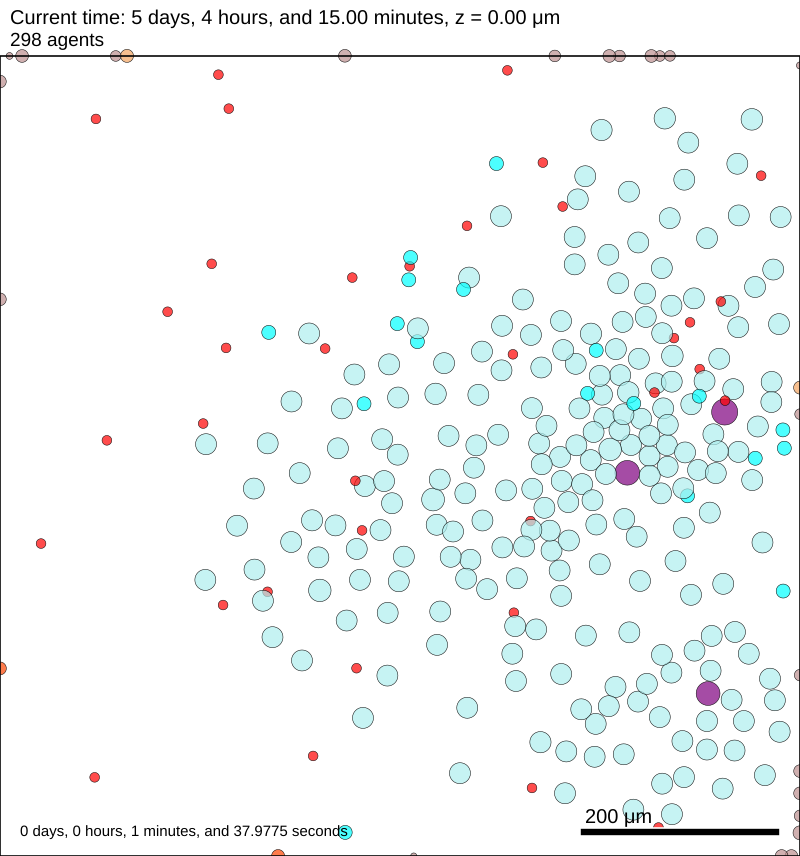 Current time: 5 days, 4 hours, and 15.00 minutes, z = 0.00 μm
298 agents
200 μm
0 days, 0 hours, 1 minutes, and 37.9775 seconds